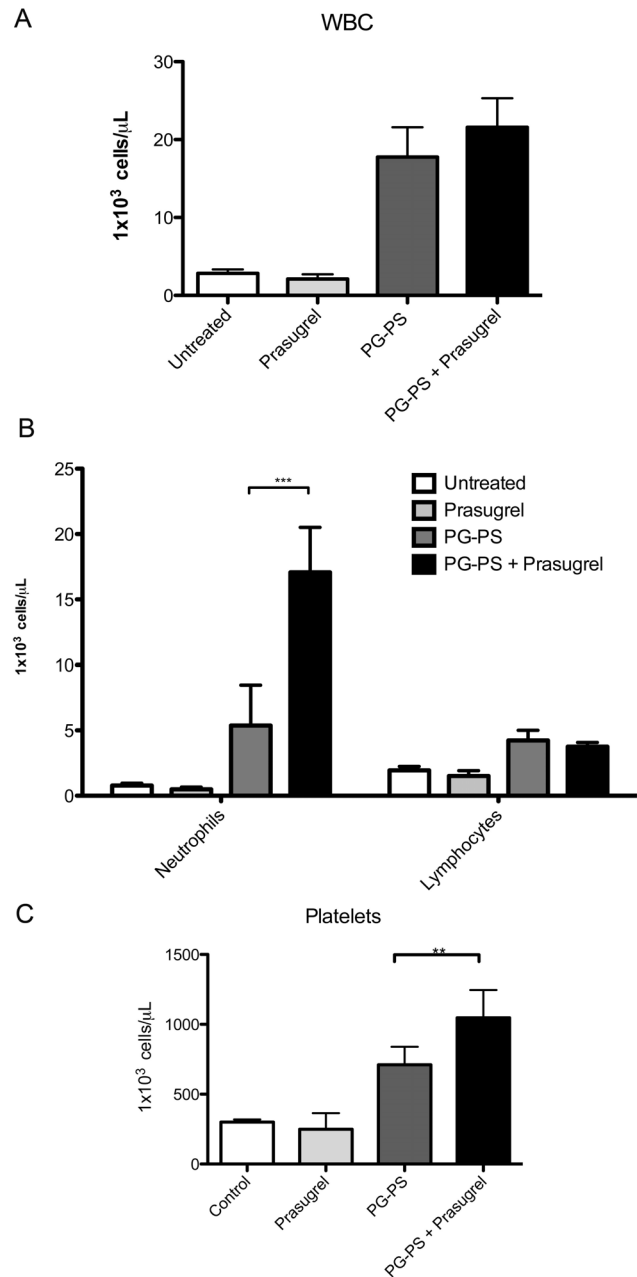 A
WBC
30
20
10
0
1x10³ cells/μL
Untreated
Prasugrel
PG-PS
PG-PS + Prasugrel
B
25
20
15
10
5
0
1x10³ cells/μL
***
Untreated
Prasugrel
PG-PS
PG-PS + Prasugrel
Neutrophils
Lymphocytes
C
Platelets
1500
1000
500
0
1x10³ cells/μL
**
Control
Prasugrel
PG-PS
PG-PS + Prasugrel